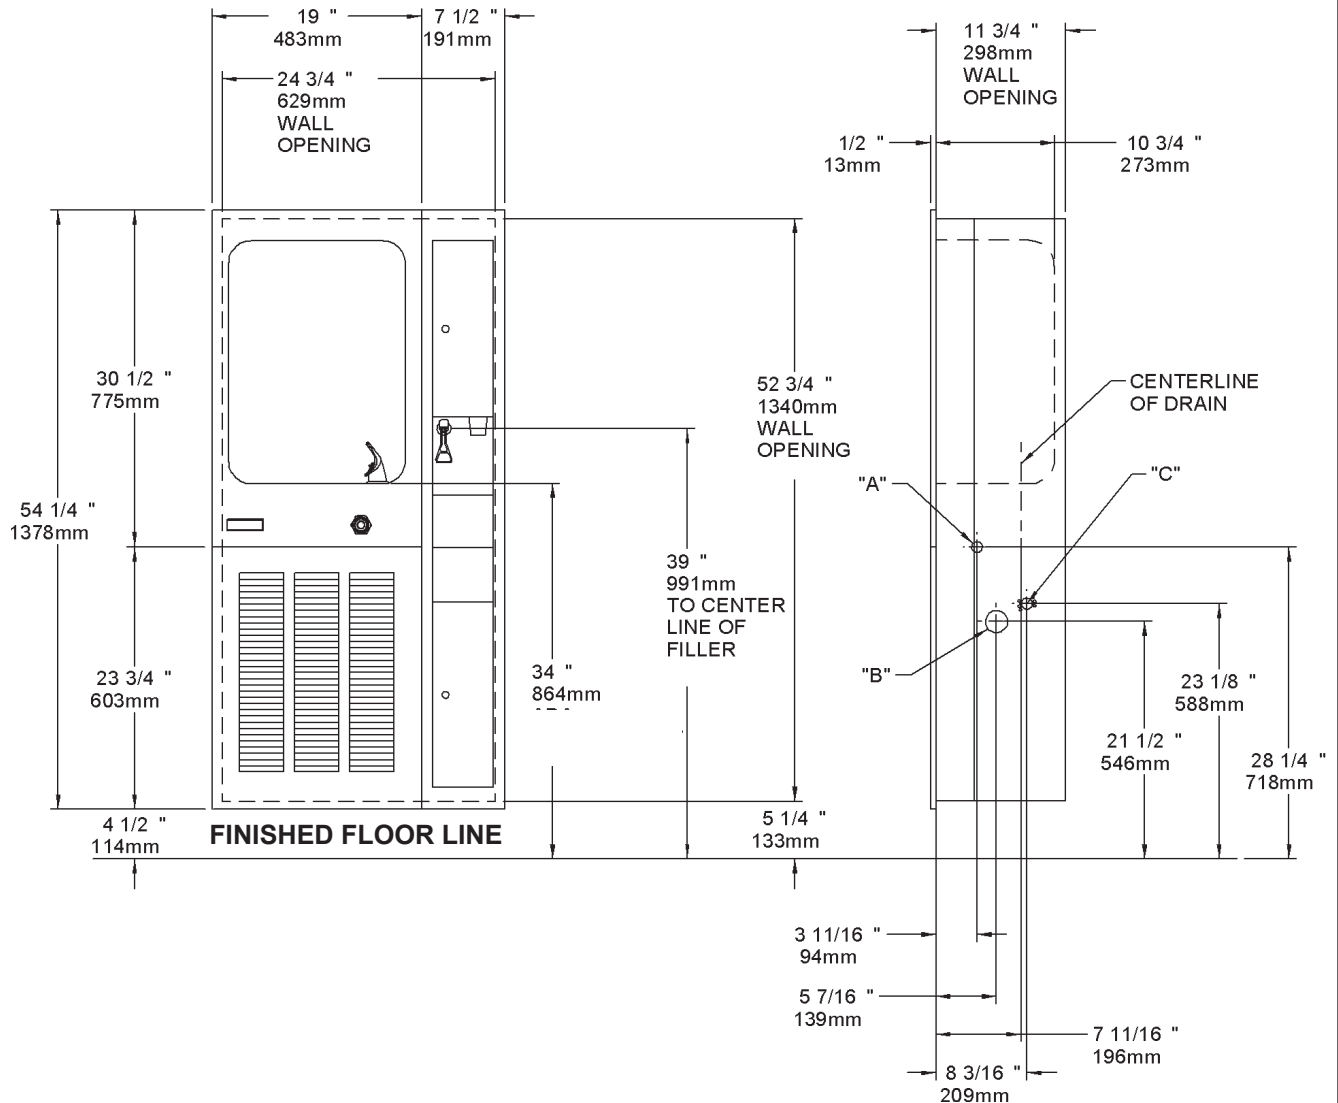 19 "
483mm
7 1/2 "
191mm
24 3/4 "
629mm
WALL
OPENING
11 3/4 "
298mm
WALL
OPENING
1/2 "
13mm
10 3/4 "
273mm
30 1/2 "
775mm
54 1/4 "
1378mm
23 3/4 "
603mm
4 1/2 "
114mm
FINISHED FLOOR LINE
34 "
864mm
39 "
991mm
TO CENTER
LINE OF
FILLER
52 3/4 "
1340mm
WALL
OPENING
5 1/4 "
133mm
CENTERLINE
OF DRAIN
"A"
"C"
"B"
23 1/8 "
588mm
21 1/2 "
546mm
28 1/4 "
718mm
3 11/16 "
94mm
5 7/16 "
139mm
7 11/16 "
196mm
8 3/16 "
209mm